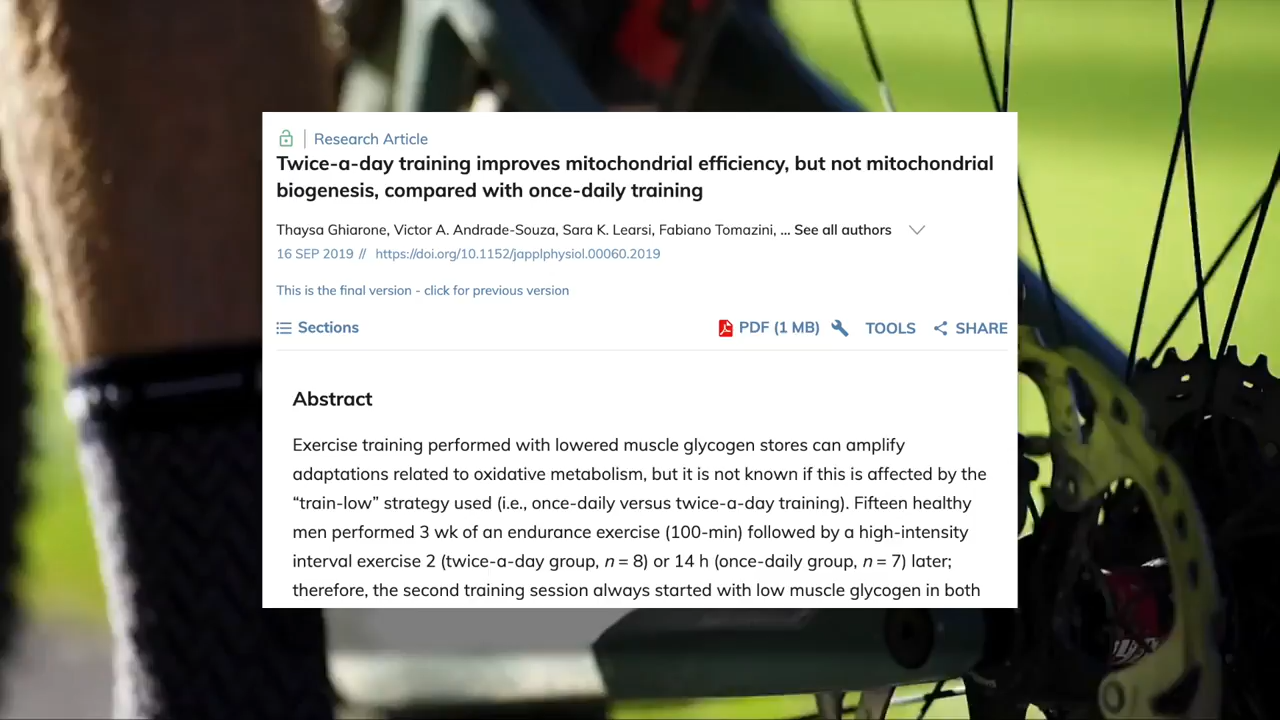 Research Article
Twice-a-day training improves mitochondrial efficiency, but not mitochondrial
biogenesis, compared with once-daily training
Thaysa Ghiarone, Victor A. Andrade-Souza, Sara K. Learsi, Fabiano Tomazini, ... See all authors
16 SEP 2019 // https://doi.org/10.1152/japplphysiol.00060.2019
This is the final version - click for previous version
Sections PDF (1 MB) TOOLS SHARE
Abstract
Exercise training performed with lowered muscle glycogen stores can amplify
adaptations related to oxidative metabolism, but it is not known if this is affected by the
“train-low” strategy used (i.e., once-daily versus twice-a-day training). Fifteen healthy
men performed 3 wk of an endurance exercise (100-min) followed by a high-intensity
interval exercise 2 (twice-a-day group, n = 8) or 14 h (once-daily group, n = 7) later;
therefore, the second training session always started with low muscle glycogen in both